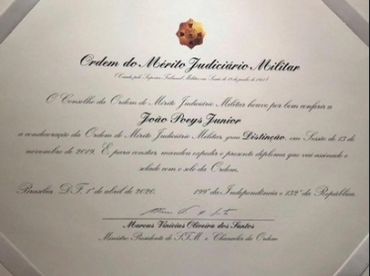 Ordem do Mérito Judiciário Militar
(Criada pelo Superior Tribunal Militar em Sessão de 12 de junho de 1957)
O Conselho da Ordem do Mérito Judiciário Militar houve por bem conferir a
João Roeys Junior
a condecoração da Ordem do Mérito Judiciário Militar, grau Distinção, em Sessão de 13 de
novembro de 2019. E para constar, mandou expedir o presente diploma que vai assinado e
selado com o selo da Ordem.
Brasília, DF, 1º de abril de 2020. 199º da Independência e 132º da República.
Marcus Vinicius Oliveira dos Santos
Ministro Presidente do STM e Chanceler da Ordem